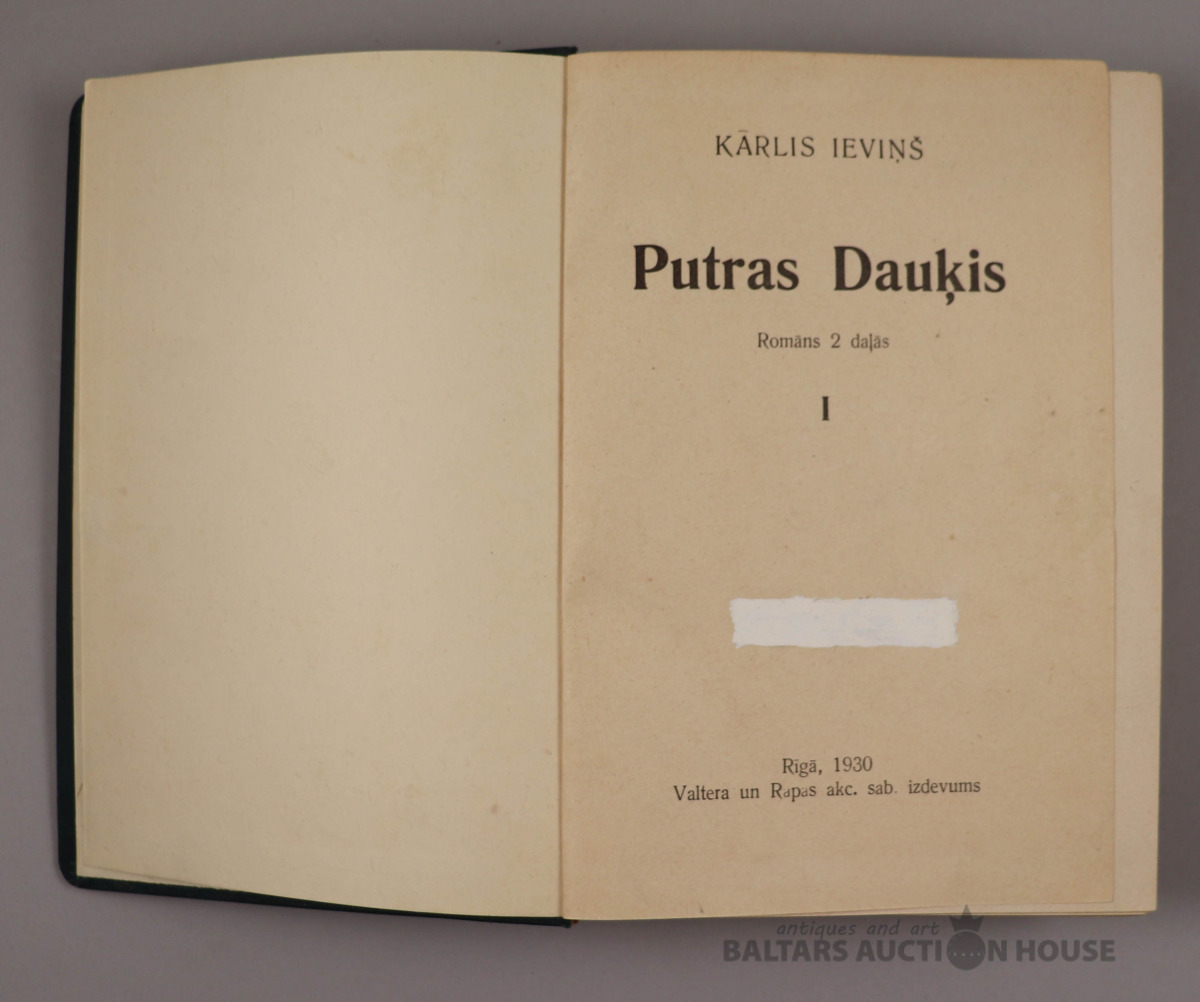 KĀRLIS IEVIŅŠ
Putras Dauķis
Romāns 2 daļās
I
Rīgā, 1930
Valtera un Rapas akc. sab. izdevums
antiques and art
BALTARS AUCTION HOUSE